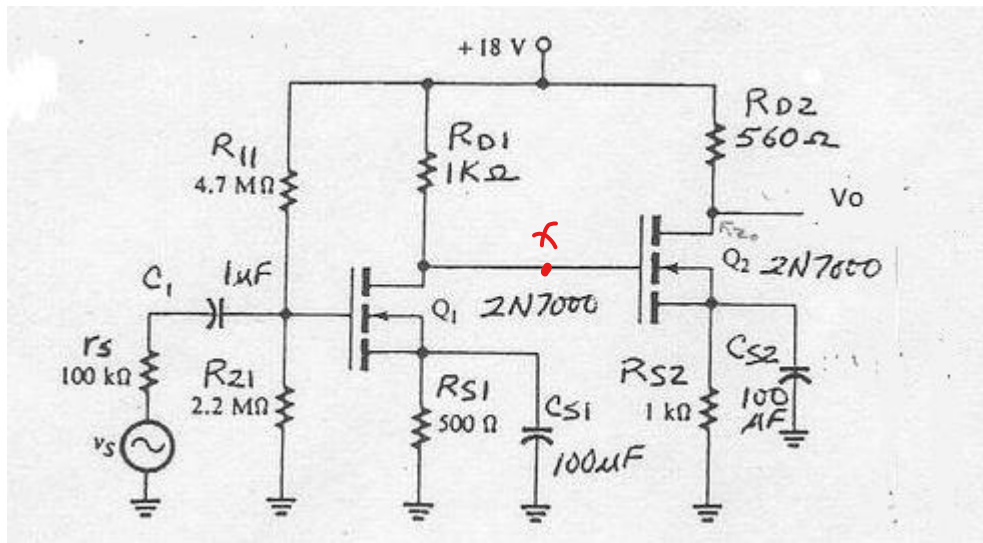 +18 V
R11
4.7 MΩ
RD1
1KΩ
RD2
560Ω
Vo
x
C1
1μF
Q1
2N7000
Q2 2N7000
rs
100 kΩ
R21
2.2 MΩ
vs
RS1
500 Ω
CS1
100μF
RS2
1 kΩ
CS2
100
μF